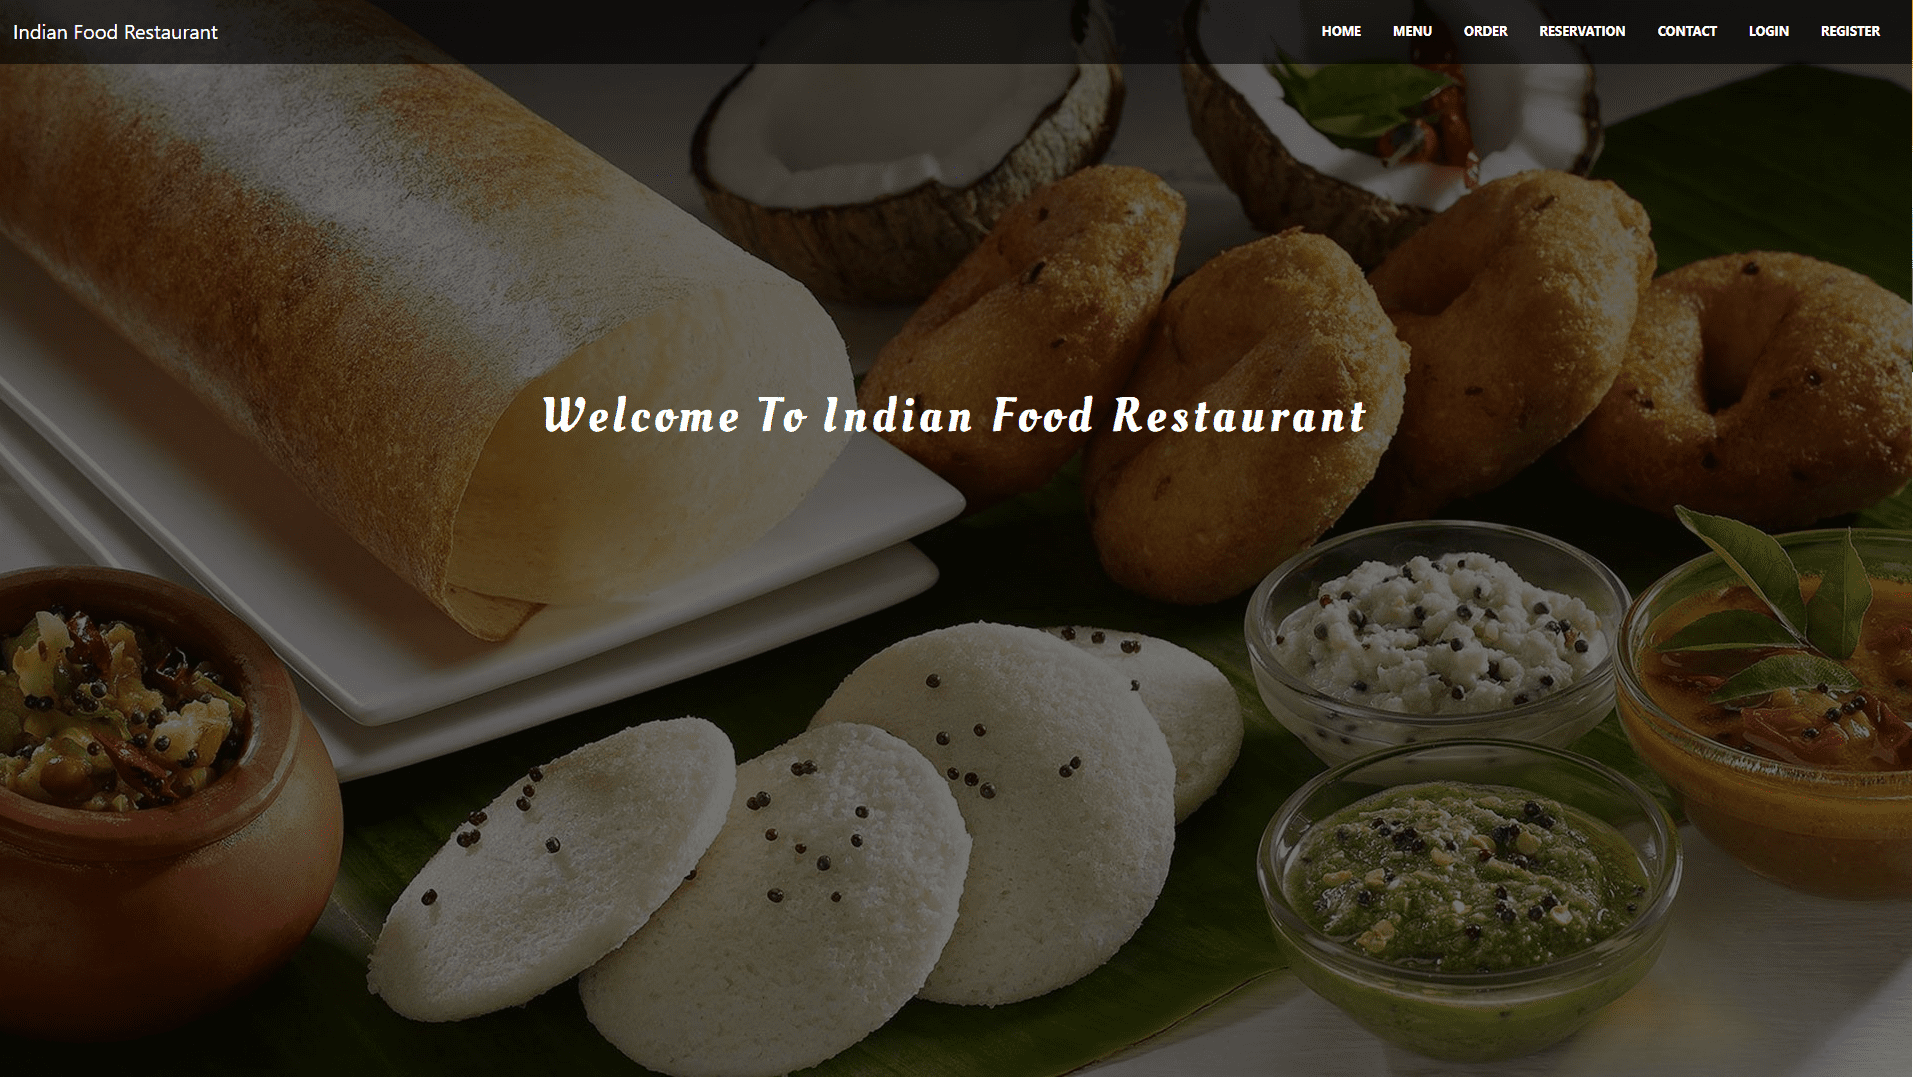 Indian Food Restaurant
HOME MENU ORDER RESERVATION CONTACT LOGIN REGISTER
Welcome To Indian Food Restaurant